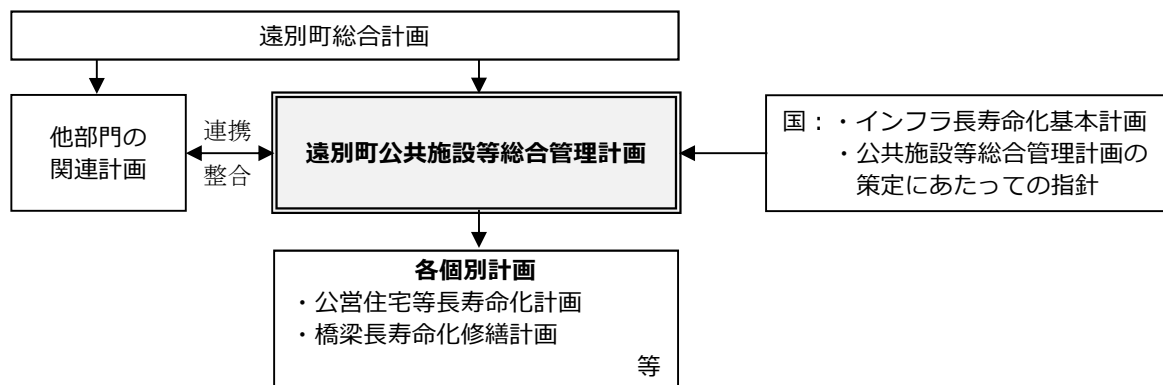 遠別町総合計画
他部門の
関連計画
連携
整合
遠別町公共施設等総合管理計画
国：・インフラ長寿命化基本計画
・公共施設等総合管理計画の
策定にあたっての指針
各個別計画
・公営住宅等長寿命化計画
・橋梁長寿命化修繕計画
等